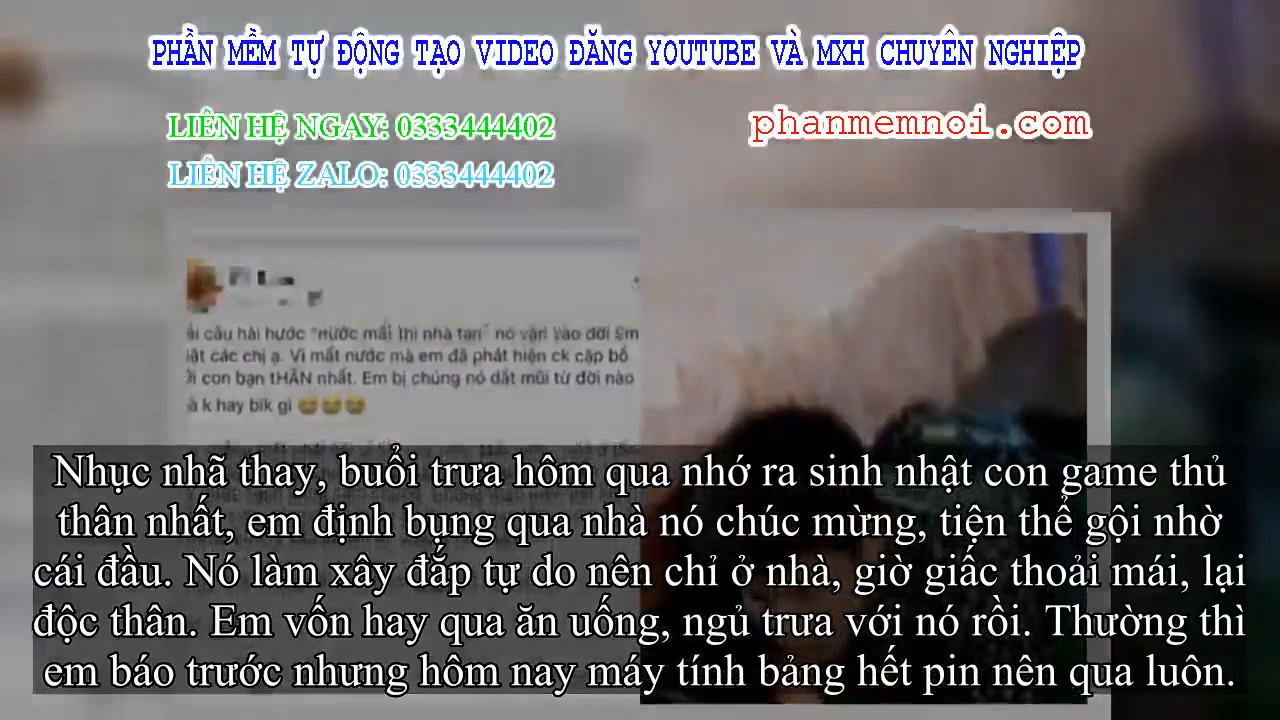 PHẦN MỀM TỰ ĐỘNG TẠO VIDEO ĐĂNG YOUTUBE VÀ MXH CHUYÊN NGHIỆP
LIÊN HỆ NGAY: 0333444402
phanmemnoi.com
LIÊN HỆ ZALO: 0333444402
câu hài hước "nước mất thì nhà tan" nó vận vào đời em
các chị ạ. Vì mất nước mà em đã phát hiện ck cặp bồ
con bạn tHÂN nhất. Em bị chúng nó dắt mũi từ đời nào
k hay bik gì 😭😭😭
Nhục nhã thay, buổi trưa hôm qua nhớ ra sinh nhật con game thủ
thân nhất, em định bụng qua nhà nó chúc mừng, tiện thể gội nhờ
cái đầu. Nó làm xây đắp tự do nên chỉ ở nhà, giờ giấc thoải mái, lại
độc thân. Em vốn hay qua ăn uống, ngủ trưa với nó rồi. Thường thì
em báo trước nhưng hôm nay máy tính bảng hết pin nên qua luôn.